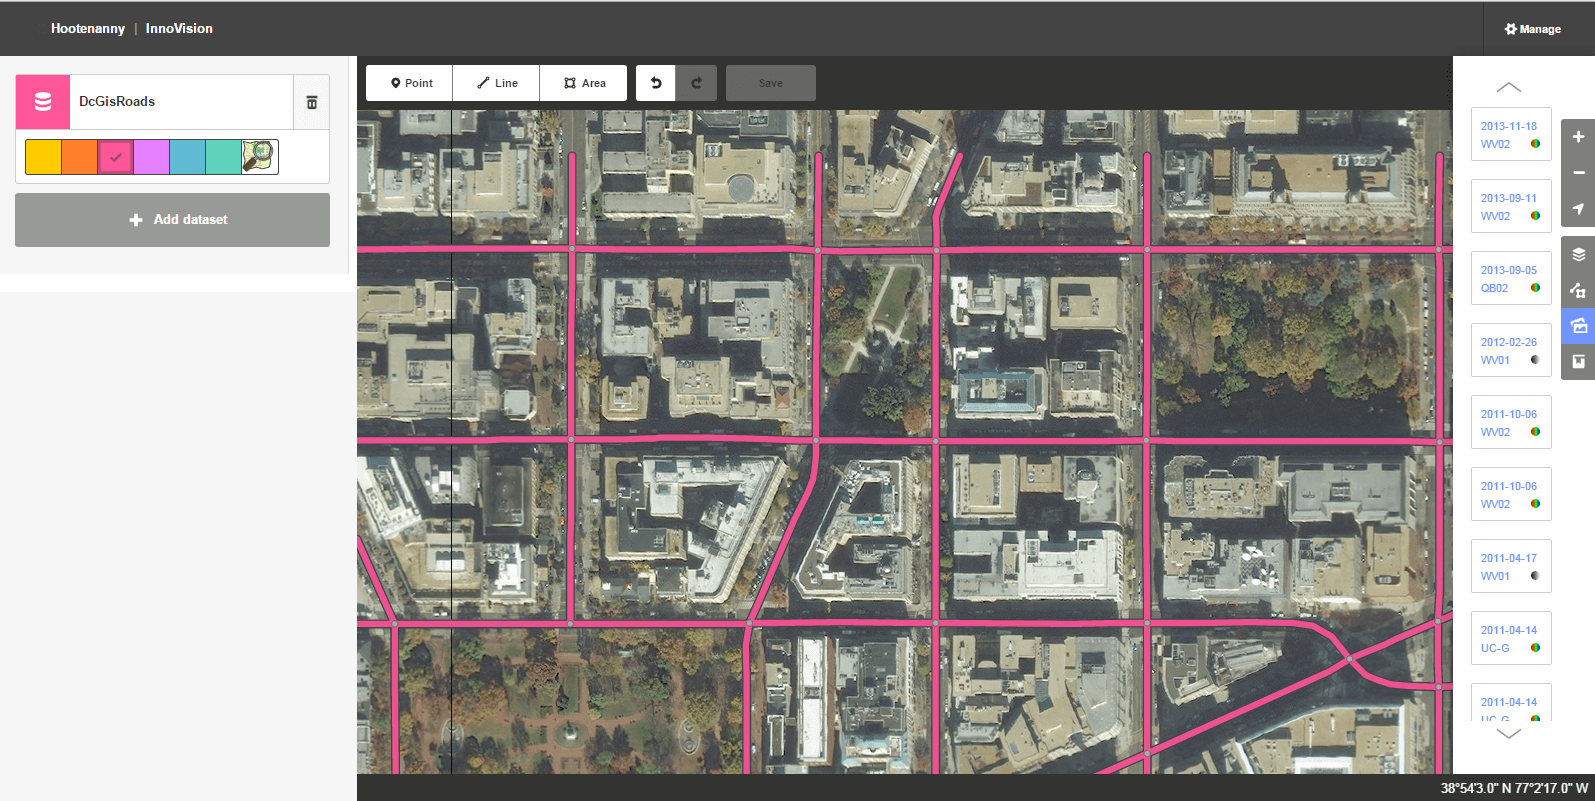 Hootenanny | InnoVision
Manage
DcGisRoads
Add dataset
Point
Line
Area
Save
2013-11-18
WV02
2013-09-11
WV02
2013-09-05
QB02
2012-02-26
WV01
2011-10-06
WV02
2011-10-06
WV02
2011-04-17
WV01
2011-04-14
UC-G
2011-04-14
UC-G
38°54'3.0" N 77°2'17.0" W